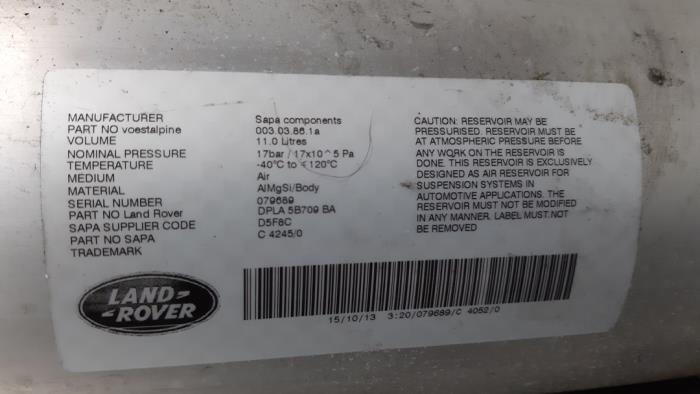 MANUFACTURER Sapa components
PART NO voestalpine 003.03.86.1a
VOLUME 11.0 Litres
NOMINAL PRESSURE 17bar / 17x10^5 Pa
TEMPERATURE -40°C to <120°C
MEDIUM Air
MATERIAL AlMgSi/Body
SERIAL NUMBER 079689
PART NO Land Rover DPLA 5B709 BA
SAPA SUPPLIER CODE D5F8C
PART NO SAPA C 4245/0
TRADEMARK
CAUTION: RESERVOIR MAY BE
PRESSURISED. RESERVOIR MUST BE
AT ATMOSPHERIC PRESSURE BEFORE
ANY WORK ON THE RESERVOIR IS
DONE. THIS RESERVOIR IS EXCLUSIVELY
DESIGNED AS AIR RESERVOIR FOR
SUSPENSION SYSTEMS IN
AUTOMOTIVE APPLICATIONS. THE
RESERVOIR MUST NOT BE MODIFIED
IN ANY MANNER. LABEL MUST NOT
BE REMOVED
LAND
ROVER
15/10/13 3:20/079689/C 4052/0